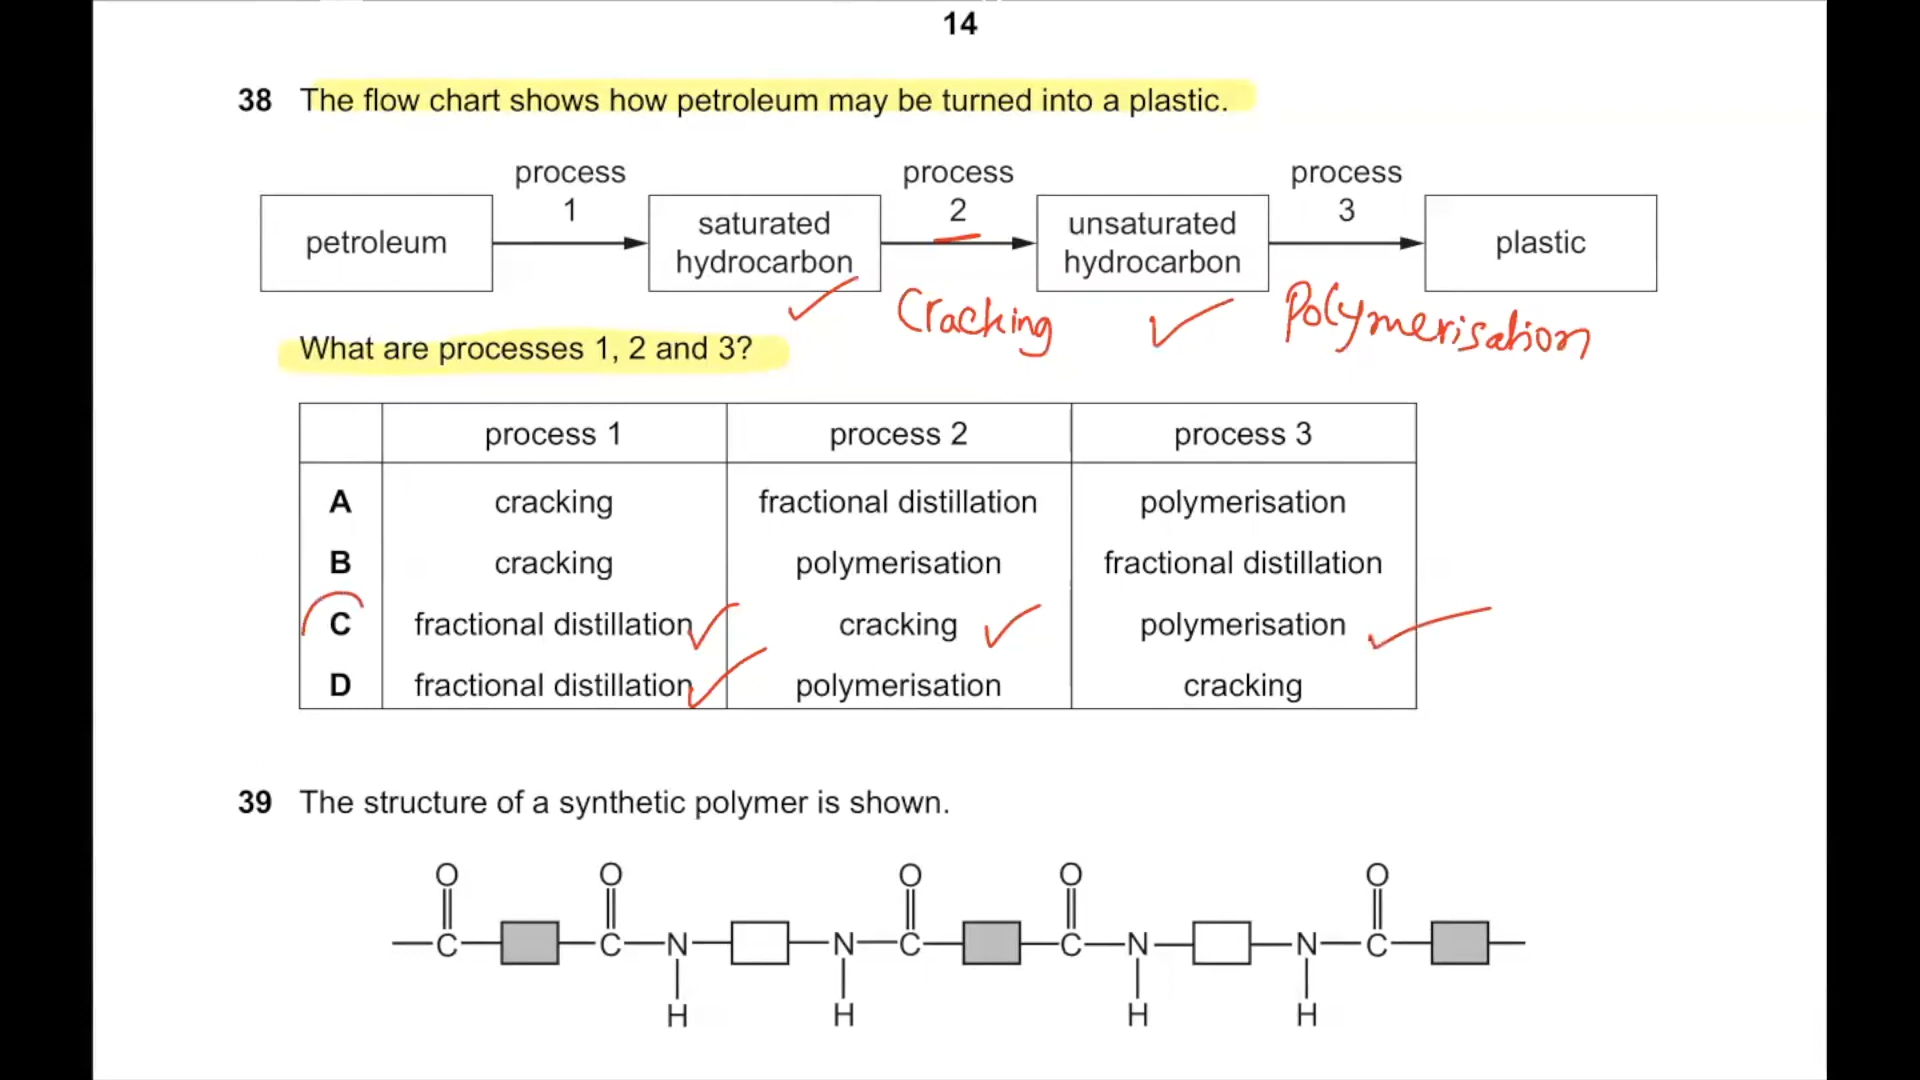 14
38 The flow chart shows how petroleum may be turned into a plastic.
process 1
process 2
process 3
petroleum
saturated hydrocarbon
unsaturated hydrocarbon
plastic
Cracking
Polymerisation
What are processes 1, 2 and 3?
process 1 process 2 process 3
A cracking fractional distillation polymerisation
B cracking polymerisation fractional distillation
C fractional distillation cracking polymerisation
D fractional distillation polymerisation cracking
39 The structure of a synthetic polymer is shown.
O O O O O
C C N N C C N N C
H H H H